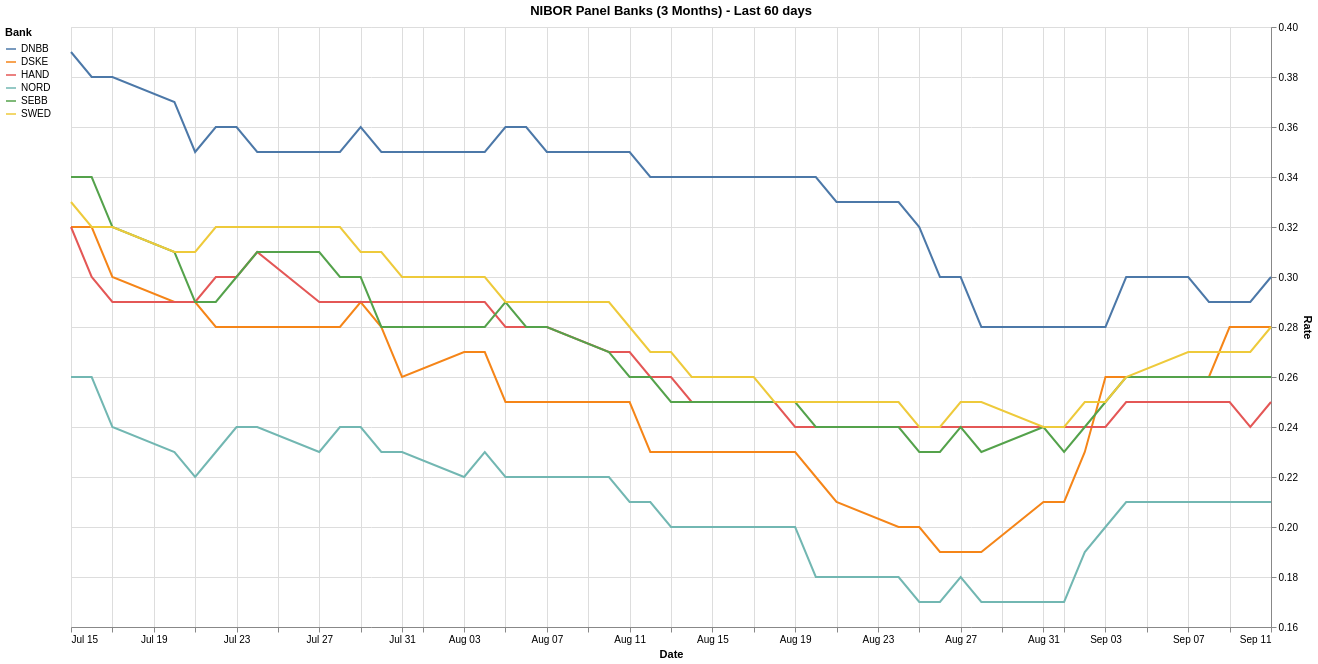 NIBOR Panel Banks (3 Months) - Last 60 days
Bank
DNBB
DSKE
HAND
NORD
SEBB
SWED
0.40
0.38
0.36
0.34
0.32
0.30
0.28
0.26
0.24
0.22
0.20
0.18
0.16
Rate
Jul 15 Jul 19 Jul 23 Jul 27 Jul 31 Aug 03 Aug 07 Aug 11 Aug 15 Aug 19 Aug 23 Aug 27 Aug 31 Sep 03 Sep 07 Sep 11
Date